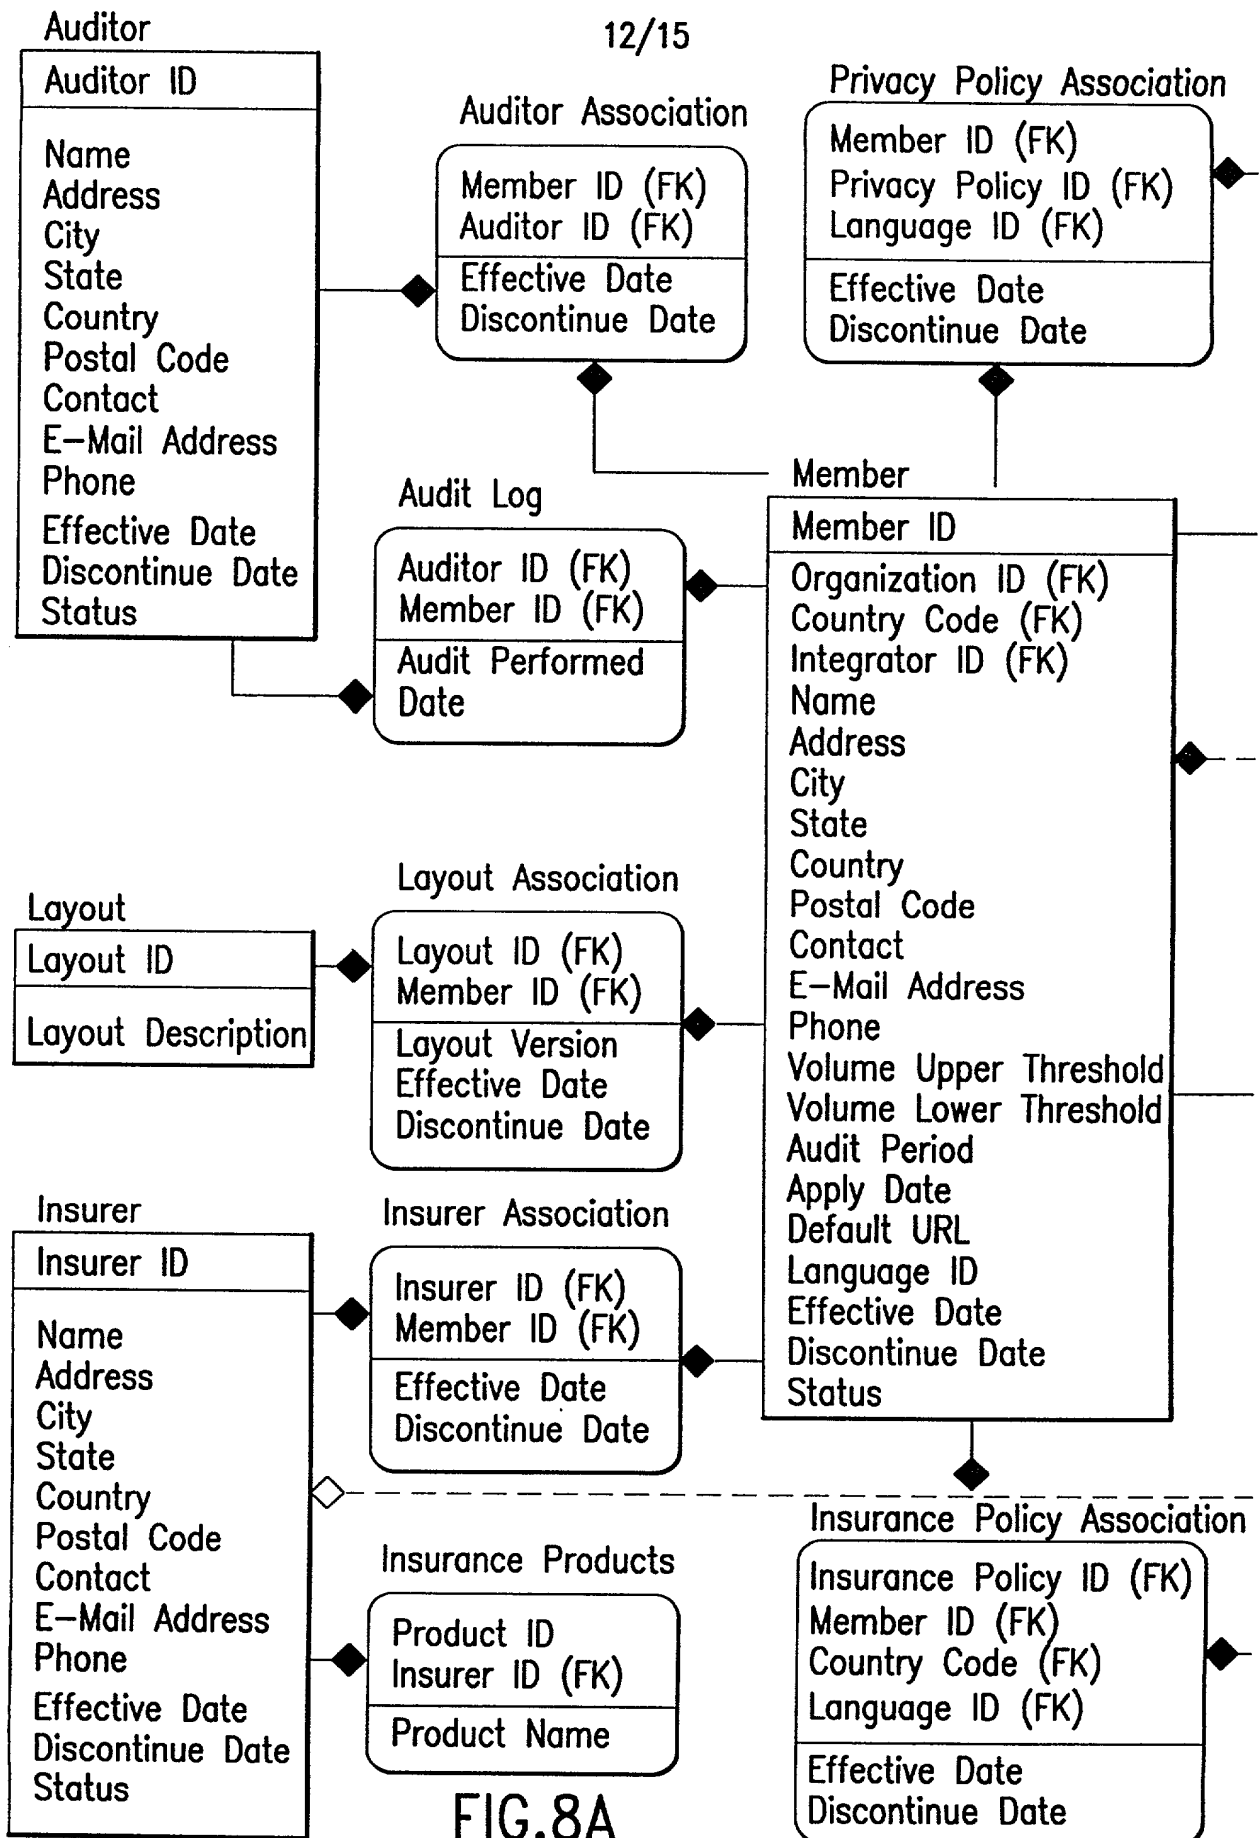 12/15
Auditor
Auditor ID
Name
Address
City
State
Country
Postal Code
Contact
E-Mail Address
Phone
Effective Date
Discontinue Date
Status
Auditor Association
Member ID (FK)
Auditor ID (FK)
Effective Date
Discontinue Date
Privacy Policy Association
Member ID (FK)
Privacy Policy ID (FK)
Language ID (FK)
Effective Date
Discontinue Date
Audit Log
Auditor ID (FK)
Member ID (FK)
Audit Performed
Date
Member
Member ID
Organization ID (FK)
Country Code (FK)
Integrator ID (FK)
Name
Address
City
State
Country
Postal Code
Contact
E-Mail Address
Phone
Volume Upper Threshold
Volume Lower Threshold
Audit Period
Apply Date
Default URL
Language ID
Effective Date
Discontinue Date
Status
Layout
Layout ID
Layout Description
Layout Association
Layout ID (FK)
Member ID (FK)
Layout Version
Effective Date
Discontinue Date
Insurer
Insurer ID
Name
Address
City
State
Country
Postal Code
Contact
E-Mail Address
Phone
Effective Date
Discontinue Date
Status
Insurer Association
Insurer ID (FK)
Member ID (FK)
Effective Date
Discontinue Date
Insurance Products
Product ID
Insurer ID (FK)
Product Name
Insurance Policy Association
Insurance Policy ID (FK)
Member ID (FK)
Country Code (FK)
Language ID (FK)
Effective Date
Discontinue Date
FIG.8A